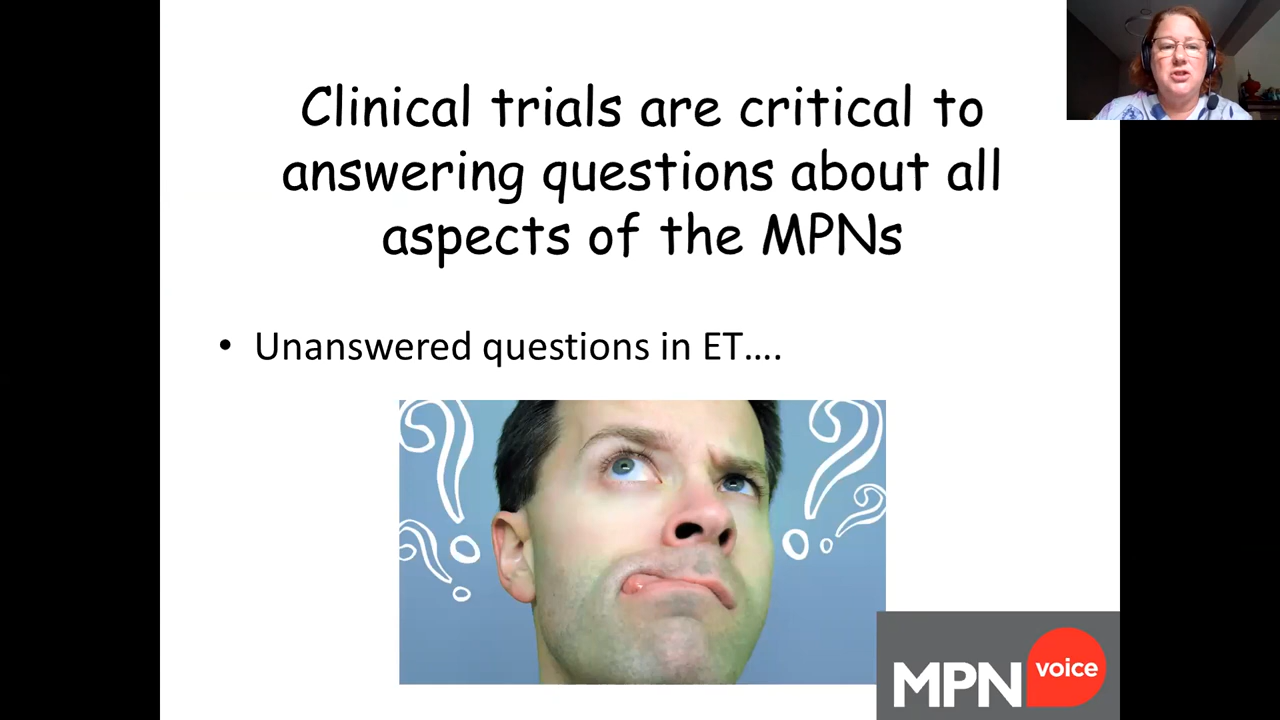 Clinical trials are critical to
answering questions about all
aspects of the MPNs
• Unanswered questions in ET….
MPN voice